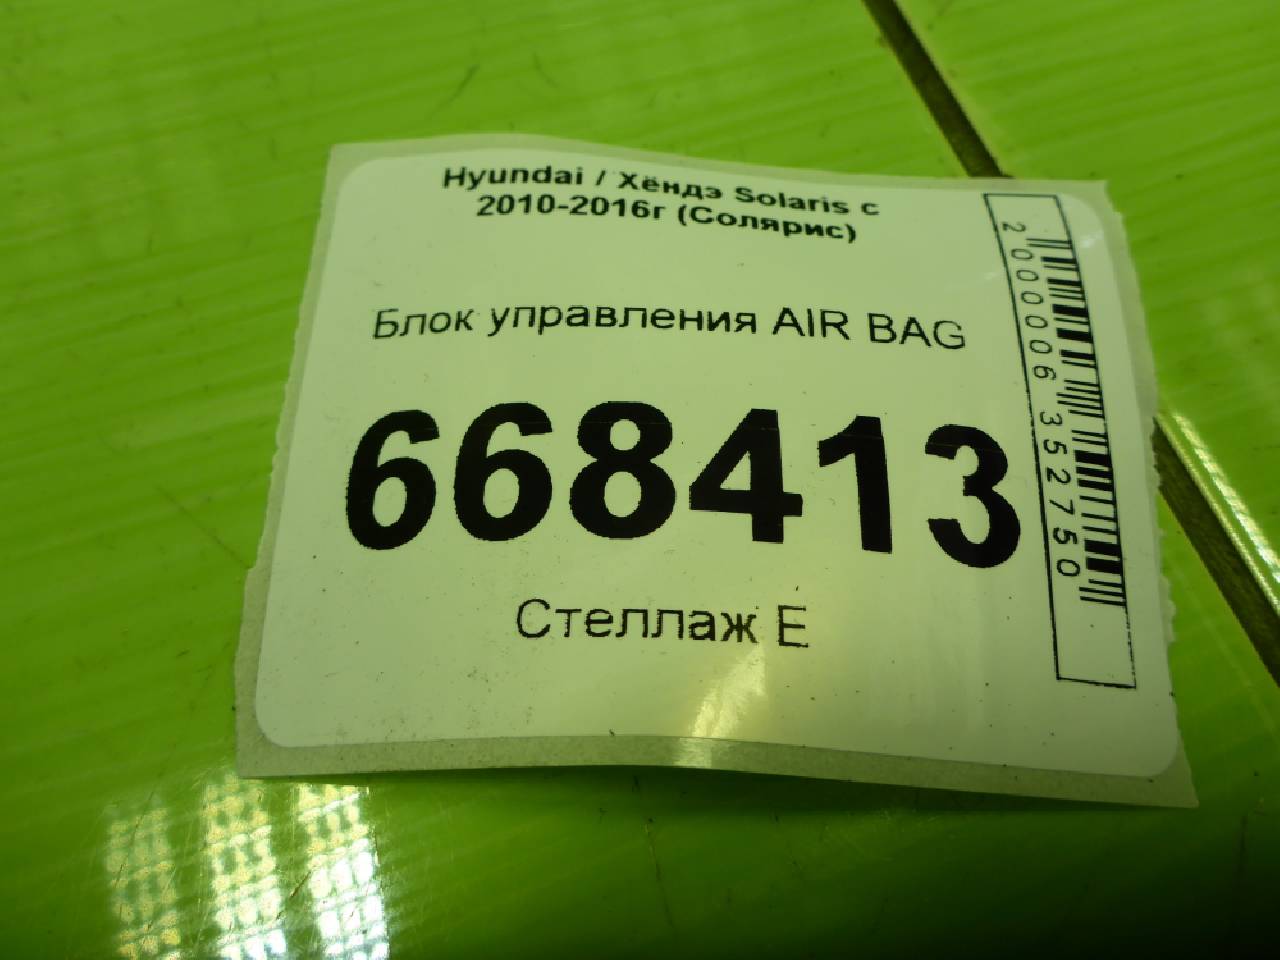 Hyundai / Хёндэ Solaris с
2010-2016г (Солярис)
Блок управления AIR BAG
668413
Стеллаж Е
2000006352750